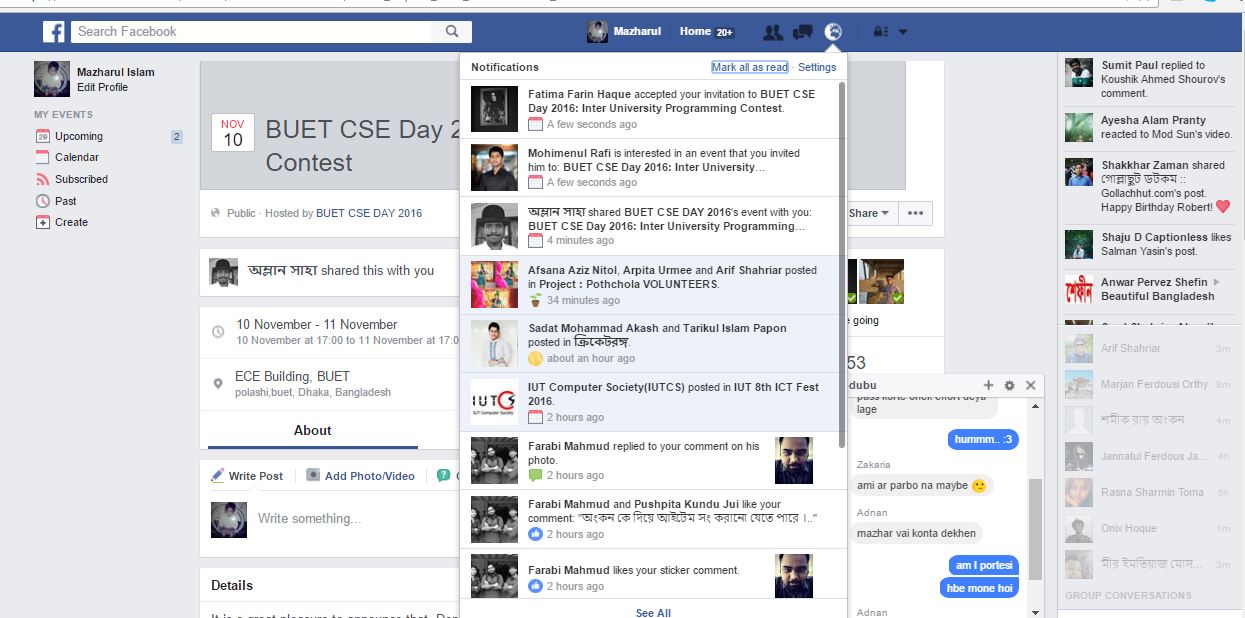 Search Facebook
Mazharul
Home 20+
Mazharul Islam
Edit Profile
MY EVENTS
29 Upcoming 2
Calendar
Subscribed
Past
Create
NOV
10
BUET CSE Day 2
Contest
Public · Hosted by BUET CSE DAY 2016
Share
অম্লান সাহা shared this with you
10 November - 11 November
10 November at 17:00 to 11 November at 17:0
ECE Building, BUET
polashi,buet, Dhaka, Bangladesh
About
Write Post
Add Photo/Video
Write something...
Details
Notifications
Mark all as read · Settings
Fatima Farin Haque accepted your invitation to BUET CSE
Day 2016: Inter University Programming Contest.
A few seconds ago
Mohimenul Rafi is interested in an event that you invited
him to: BUET CSE Day 2016: Inter University...
A few seconds ago
অম্লান সাহা shared BUET CSE DAY 2016's event with you:
BUET CSE Day 2016: Inter University Programming...
4 minutes ago
Afsana Aziz Nitol, Arpita Urmee and Arif Shahriar posted
in Project : Pothchola VOLUNTEERS.
34 minutes ago
Sadat Mohammad Akash and Tarikul Islam Papon
posted in ক্রিকেটরঙ্গ.
about an hour ago
IUTCS
IUT Computer Society
IUT Computer Society(IUTCS) posted in IUT 8th ICT Fest
2016.
2 hours ago
Farabi Mahmud replied to your comment on his
photo.
2 hours ago
Farabi Mahmud and Pushpita Kundu Jui like your
comment: "অংকন কে দিয়ে আইটেম সং করানো যেতে পারে ।.."
2 hours ago
Farabi Mahmud likes your sticker comment.
2 hours ago
See All
e going
53
Sumit Paul replied to
Koushik Ahmed Shourov's
comment.
Ayesha Alam Pranty
reacted to Mod Sun's video.
Shakkhar Zaman shared
গোল্লাছুট ডটকম ::
Gollachhut.com's post.
Happy Birthday Robert!
Shaju D Captionless likes
Salman Yasin's post.
শেফীন
Anwar Pervez Shefin
Beautiful Bangladesh
Arif Shahriar 3m
Marjan Ferdousi Orthy 8m
শমীক রায় অংকন 4m
Jannatul Ferdous Ja... 4h
Rasna Sharmin Toma 6h
Onix Hoque 1m
মীর ইমতিয়াজ মোস... 3m
GROUP CONVERSATIONS
dubu
pass korte onek effort deya
lage
hummm.. :3
Zakaria
ami ar parbo na maybe
Adnan
mazhar vai konta dekhen
am I portesi
hbe mone hoi
Adnan